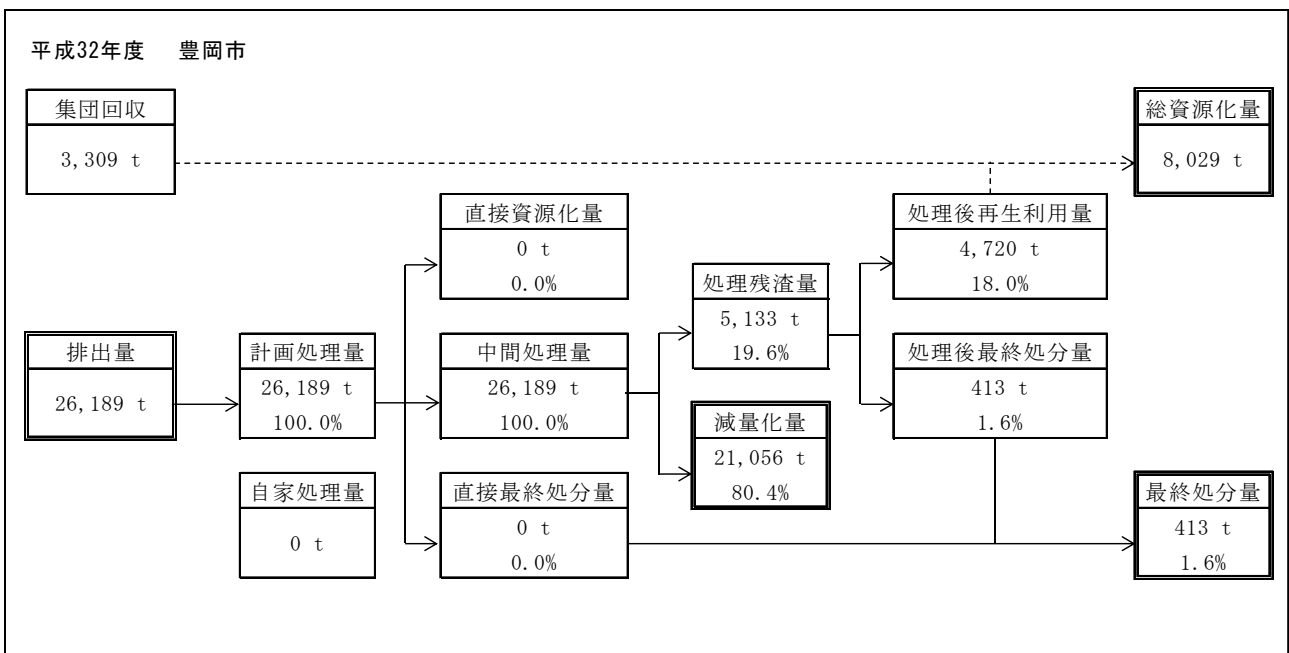 平成32年度 豊岡市
集団回収
3,309 t
総資源化量
8,029 t
直接資源化量
0 t
0.0%
処理後再生利用量
4,720 t
18.0%
処理残渣量
5,133 t
19.6%
排出量
26,189 t
計画処理量
26,189 t
100.0%
中間処理量
26,189 t
100.0%
処理後最終処分量
413 t
1.6%
減量化量
21,056 t
80.4%
自家処理量
0 t
直接最終処分量
0 t
0.0%
最終処分量
413 t
1.6%